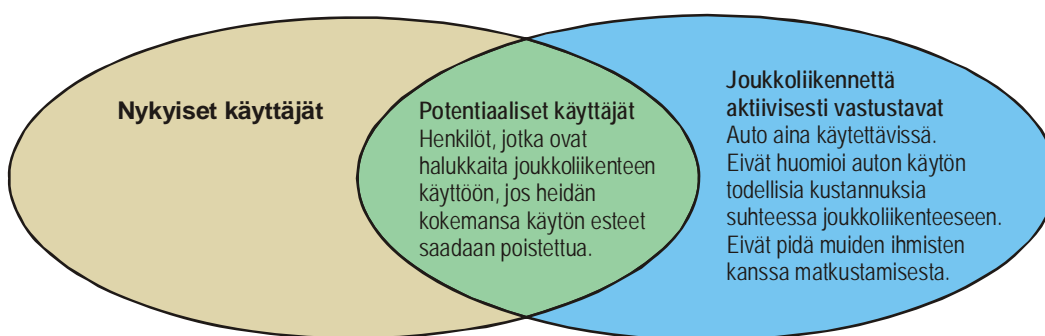 Nykyiset käyttäjät
Potentiaaliset käyttäjät
Henkilöt, jotka ovat
halukkaita joukkoliikenteen
käyttöön, jos heidän
kokemansa käytön esteet
saadaan poistettua.
Joukkoliikennettä
aktiivisesti vastustavat
Auto aina käytettävissä.
Eivät huomioi auton käytön
todellisia kustannuksia
suhteessa joukkoliikenteeseen.
Eivät pidä muiden ihmisten
kanssa matkustamisesta.